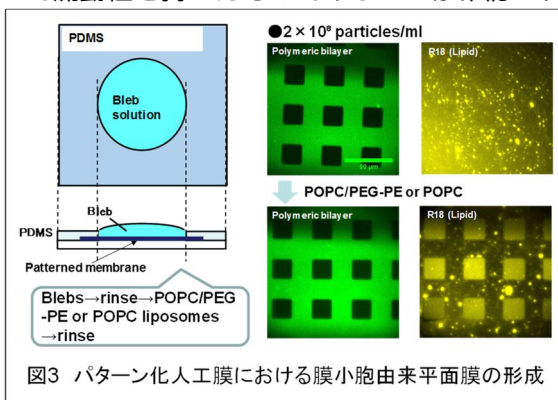 PDMS
Bleb
solution
Bleb
PDMS
Patterned membrane
Blebs→rinse→POPC/PEG
-PE or POPC liposomes
→rinse
●2×10⁸ particles/ml
Polymeric bilayer
R18 (Lipid)
50 μm
POPC/PEG-PE or POPC
Polymeric bilayer
R18 (Lipid)
図3 パターン化人工膜における膜小胞由来平面膜の形成